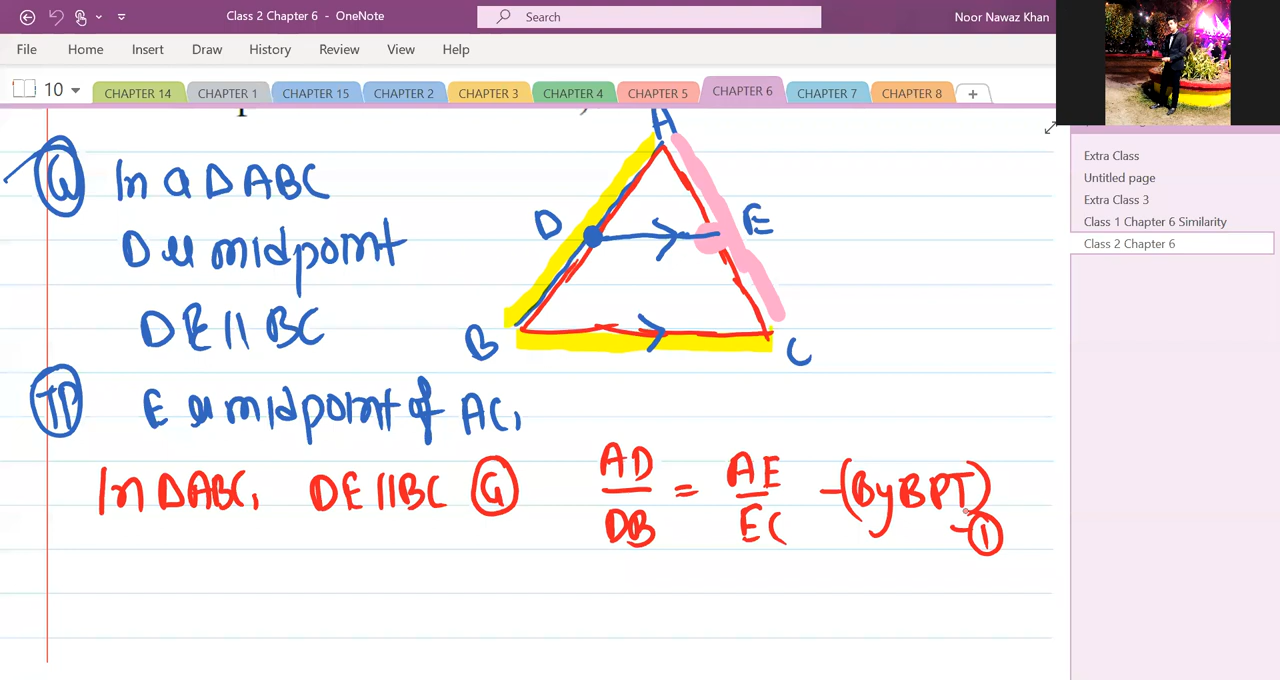 Class 2 Chapter 6 - OneNote
Search
Noor Nawaz Khan
File Home Insert Draw History Review View Help
10 CHAPTER 14 CHAPTER 1 CHAPTER 15 CHAPTER 2 CHAPTER 3 CHAPTER 4 CHAPTER 5 CHAPTER 6 CHAPTER 7 CHAPTER 8 +
Extra Class
Untitled page
Extra Class 3
Class 1 Chapter 6 Similarity
Class 2 Chapter 6
A
G In a Δ ABC
D E
D is midpoint
DE || BC
B C
TP E is midpoint of AC,
In ΔABC, DE || BC G AD/DB = AE/EC - (By BPT)
- 1